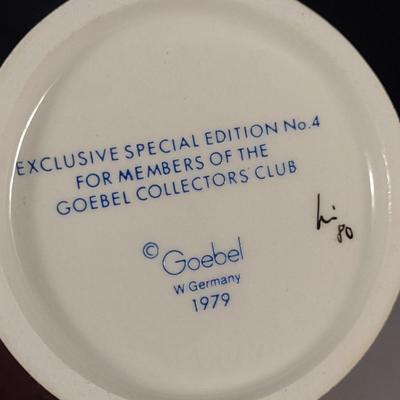 EXCLUSIVE SPECIAL EDITION No.4
FOR MEMBERS OF THE
GOEBEL COLLECTORS' CLUB
© Goebel
W Germany
1979
80